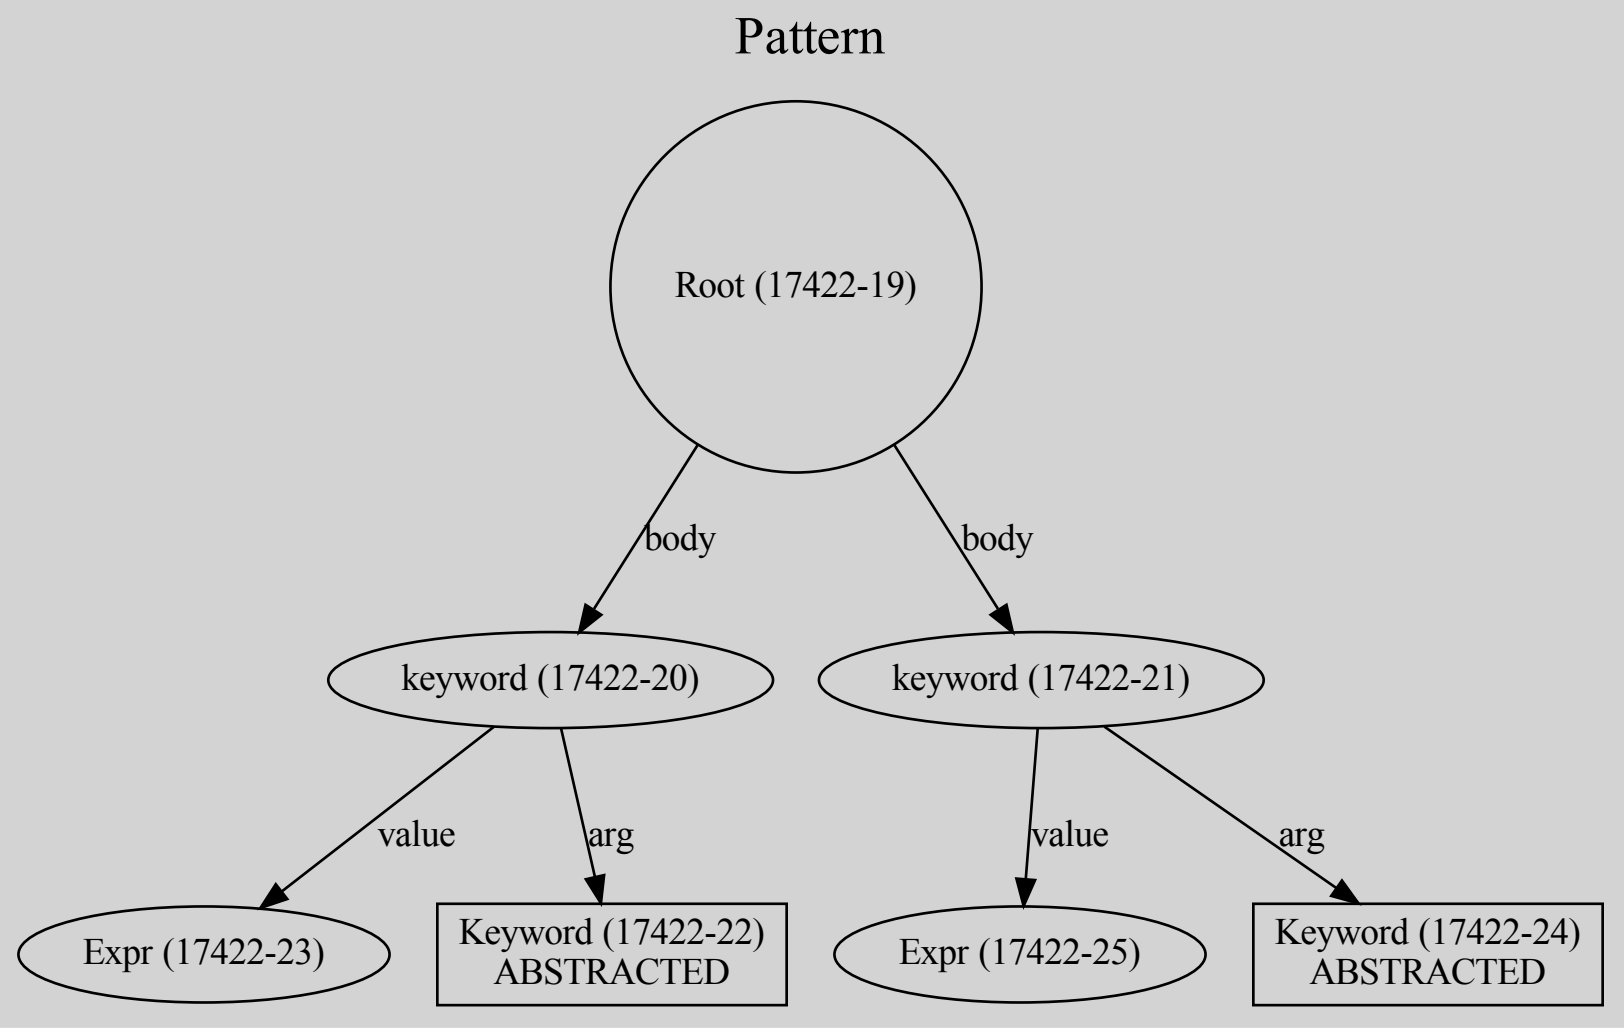 Pattern
Root (17422-19)
body
body
keyword (17422-20)
keyword (17422-21)
value
arg
value
arg
Expr (17422-23)
Keyword (17422-22)
ABSTRACTED
Expr (17422-25)
Keyword (17422-24)
ABSTRACTED